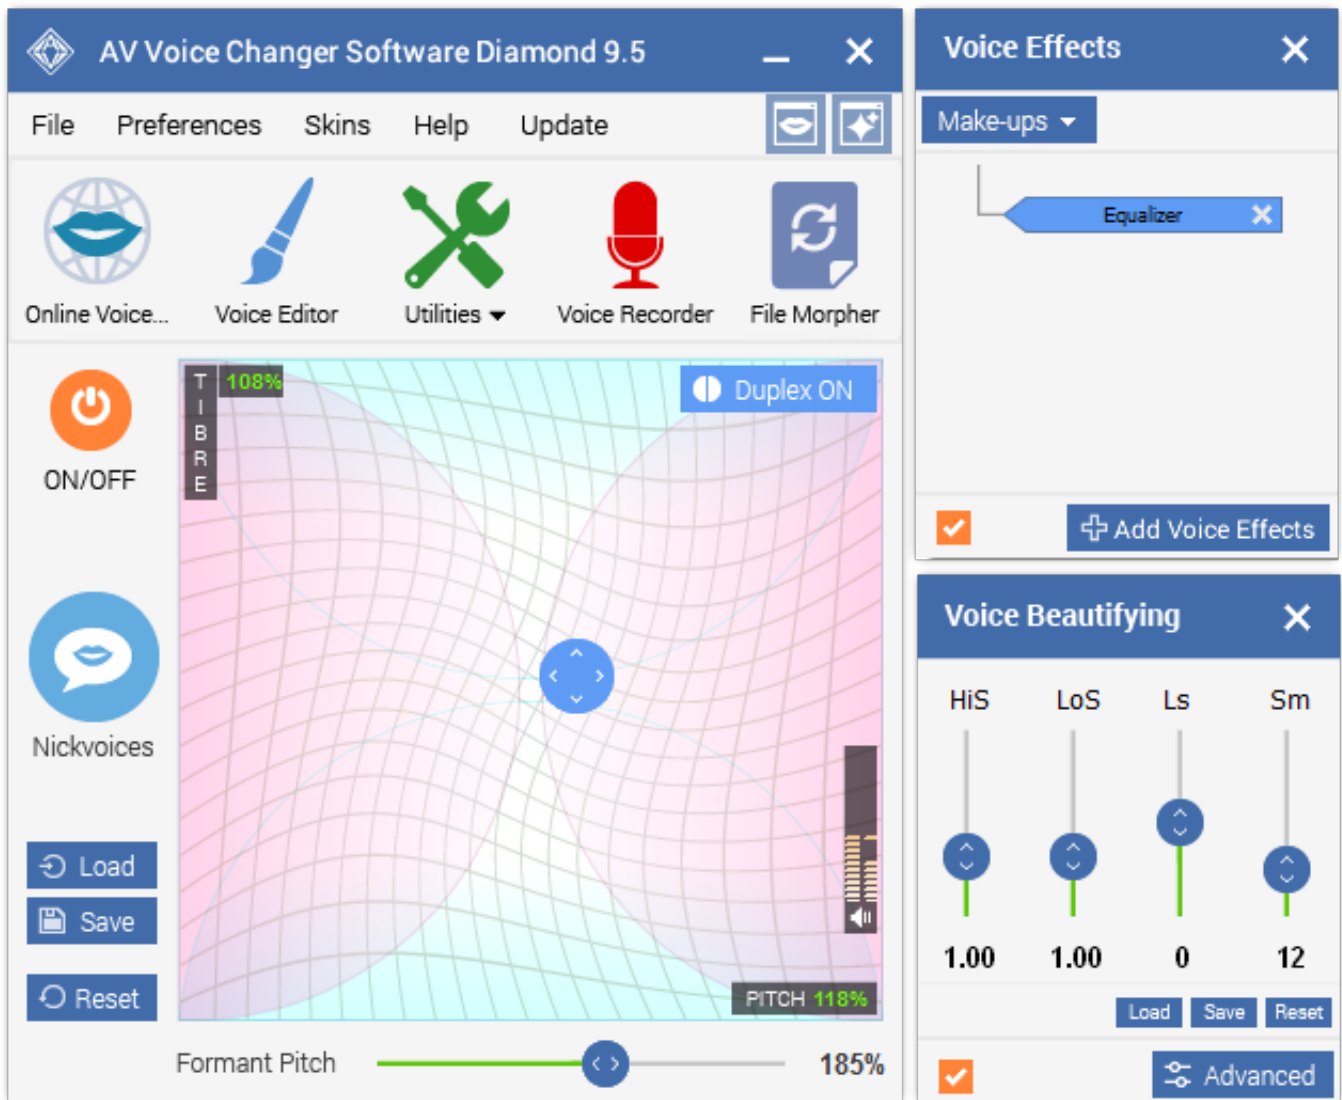 AV Voice Changer Software Diamond 9.5
File Preferences Skins Help Update
Online Voice... Voice Editor Utilities Voice Recorder File Morpher
ON/OFF
Nickvoices
Load
Save
Reset
TIBRE 108%
Duplex ON
PITCH 118%
Formant Pitch 185%
Voice Effects
Make-ups
Equalizer
Add Voice Effects
Voice Beautifying
HiS LoS Ls Sm
1.00 1.00 0 12
Load Save Reset
Advanced